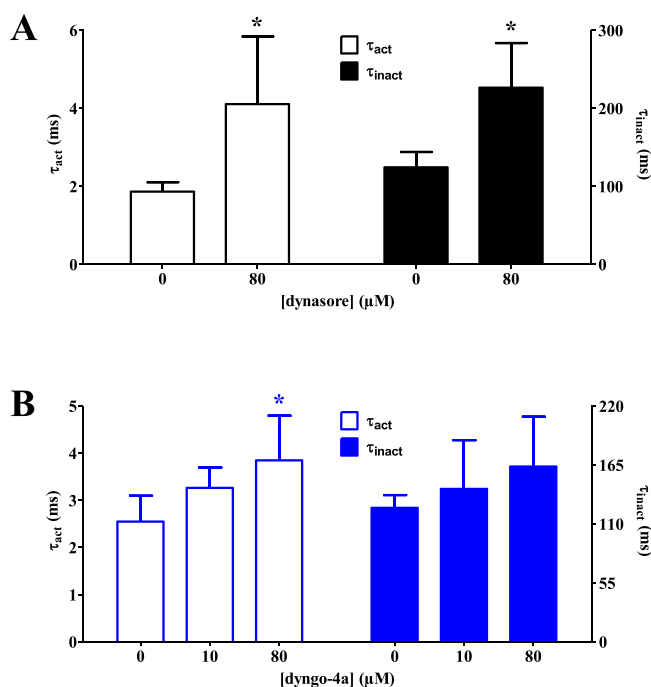 A
6
4
2
0
τact (ms)
*
*
τact
τinact
300
200
100
0
τinact (ms)
0 80 0 80
[dynasore] (µM)
B
5
4
3
2
1
0
τact (ms)
*
τact
τinact
220
165
110
55
0
τinact (ms)
0 10 80 0 10 80
[dyngo-4a] (µM)